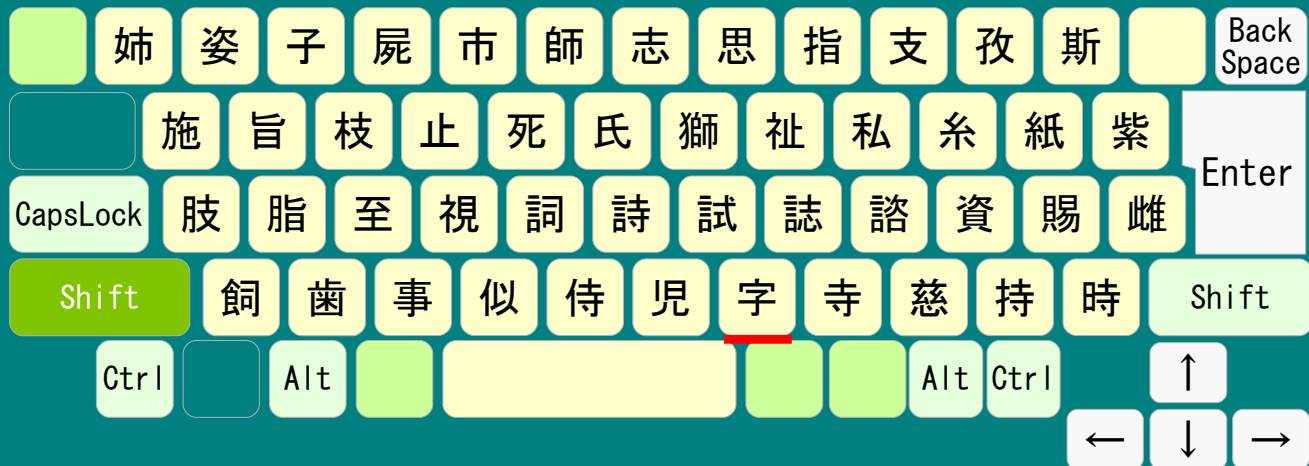 姉 姿 子 屍 市 師 志 思 指 支 孜 斯 Back Space
施 旨 枝 止 死 氏 獅 祉 私 糸 紙 紫 Enter
CapsLock 肢 脂 至 視 詞 詩 試 誌 諮 資 賜 雌
Shift 飼 歯 事 似 侍 児 字 寺 慈 持 時 Shift
Ctrl Alt Alt Ctrl ↑
← ↓ →